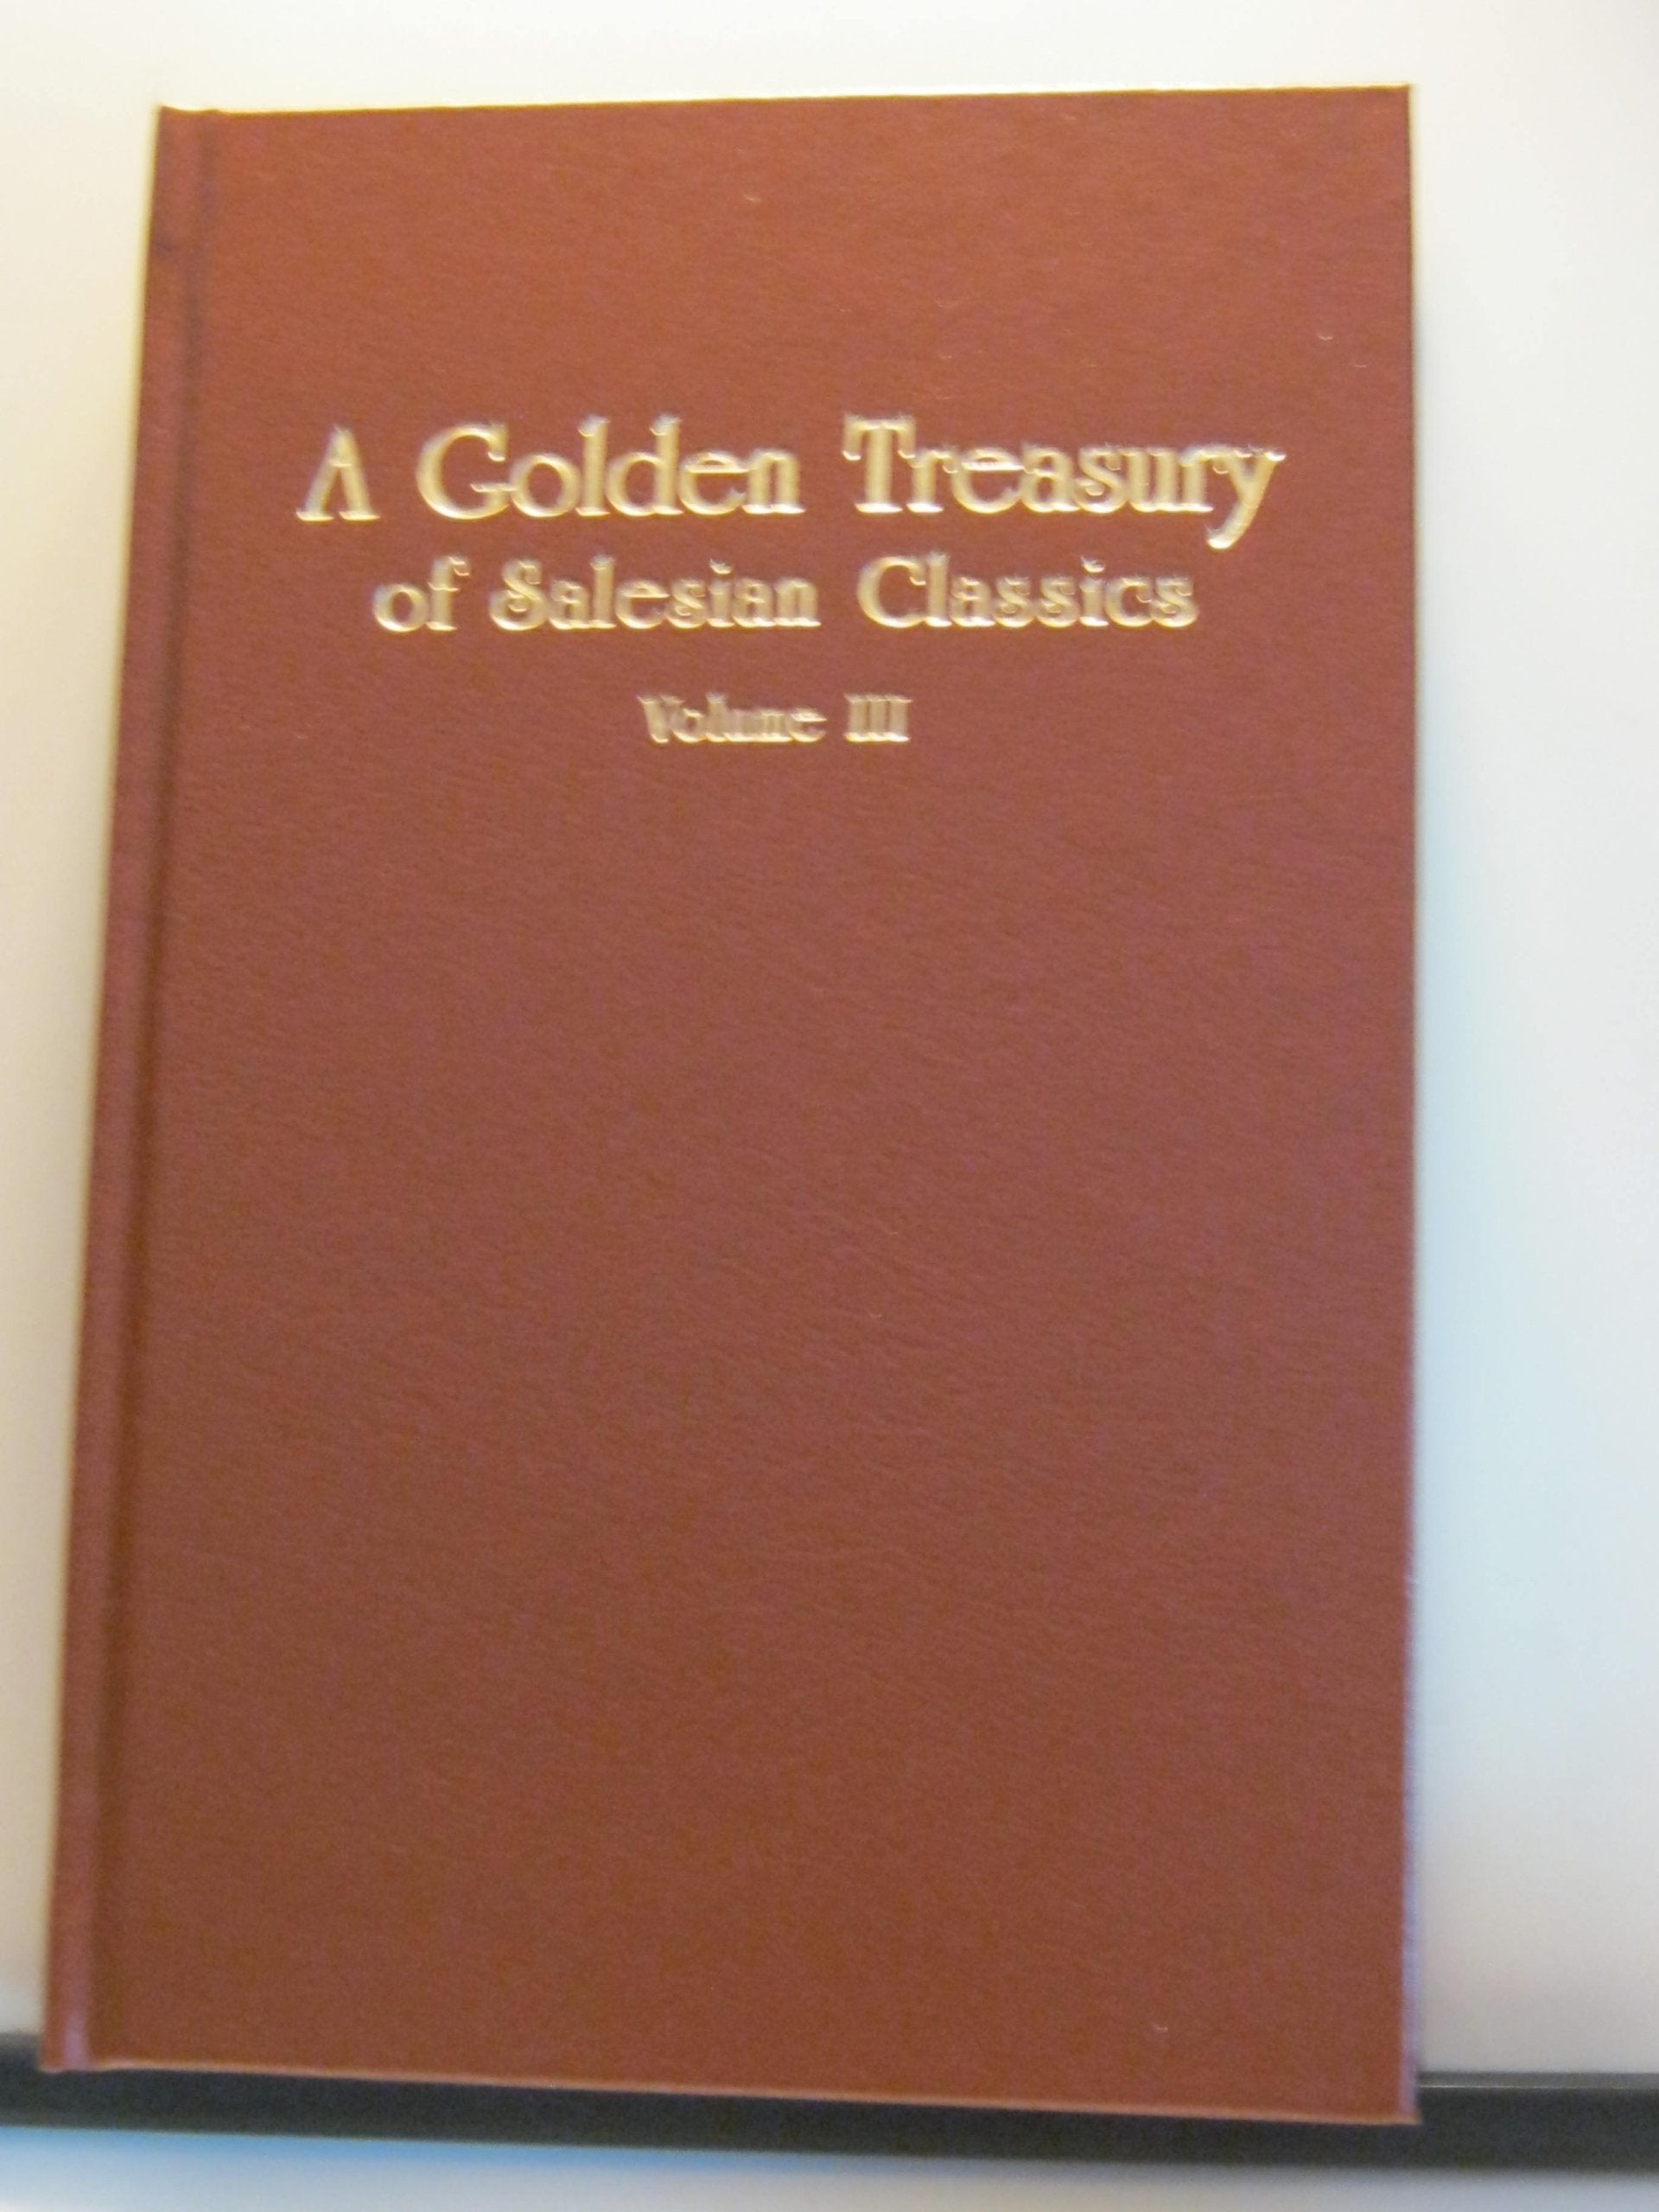 A Golden Treasury
of Salesian Classics
Volume III